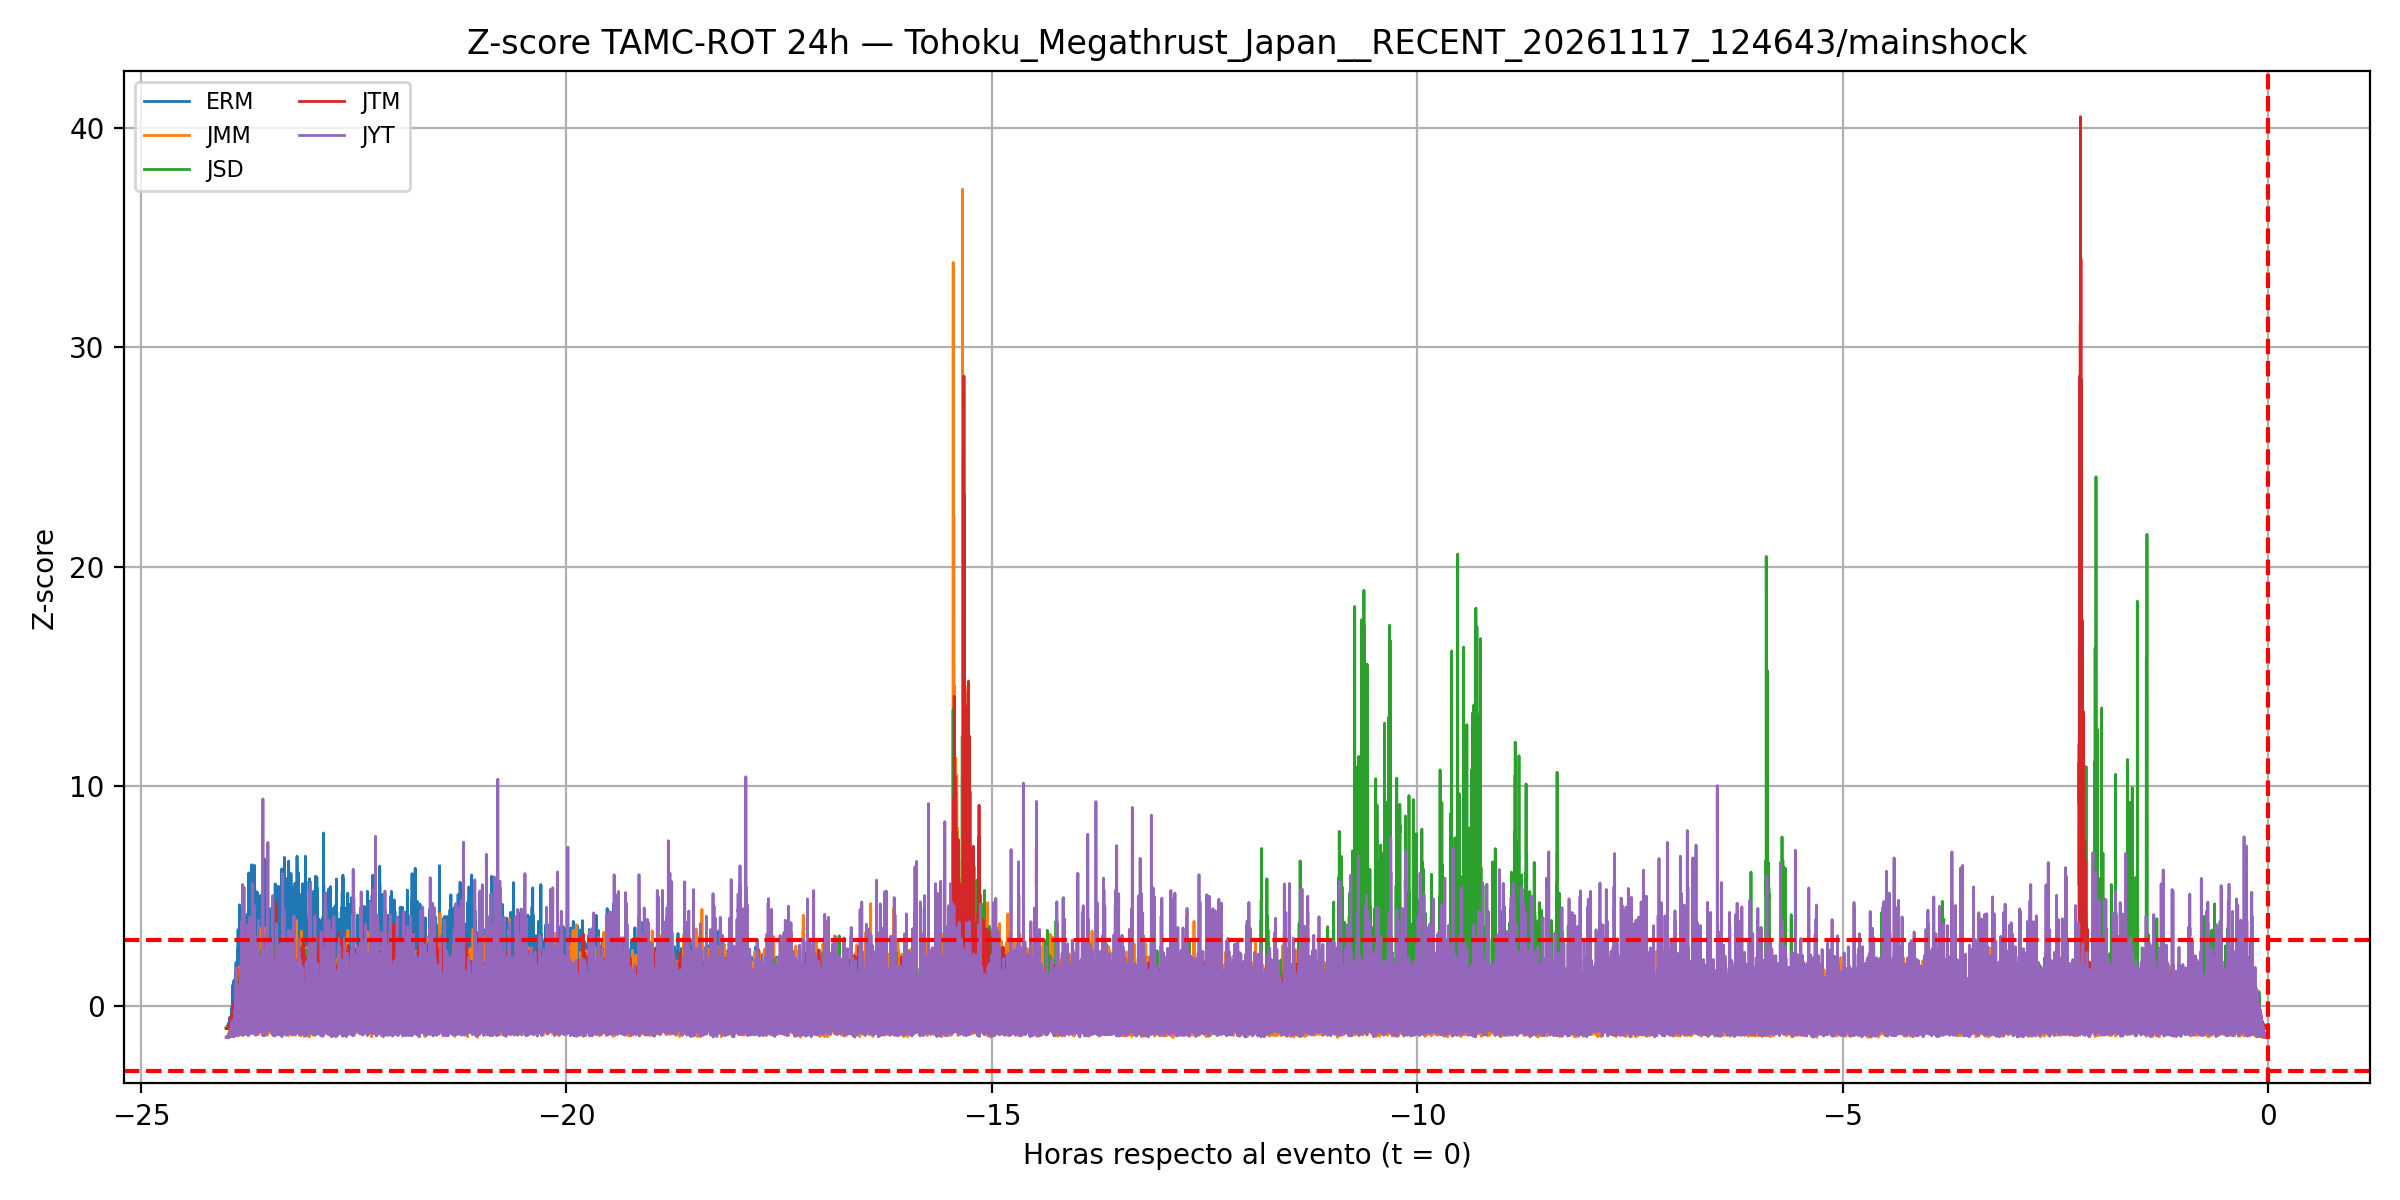 Z-score TAMC-ROT 24h — Tohoku_Megathrust_Japan__RECENT_20261117_124643/mainshock
ERM
JMM
JSD
JTM
JYT
Z-score
40
30
20
10
0
−25
−20
−15
−10
−5
0
Horas respecto al evento (t = 0)